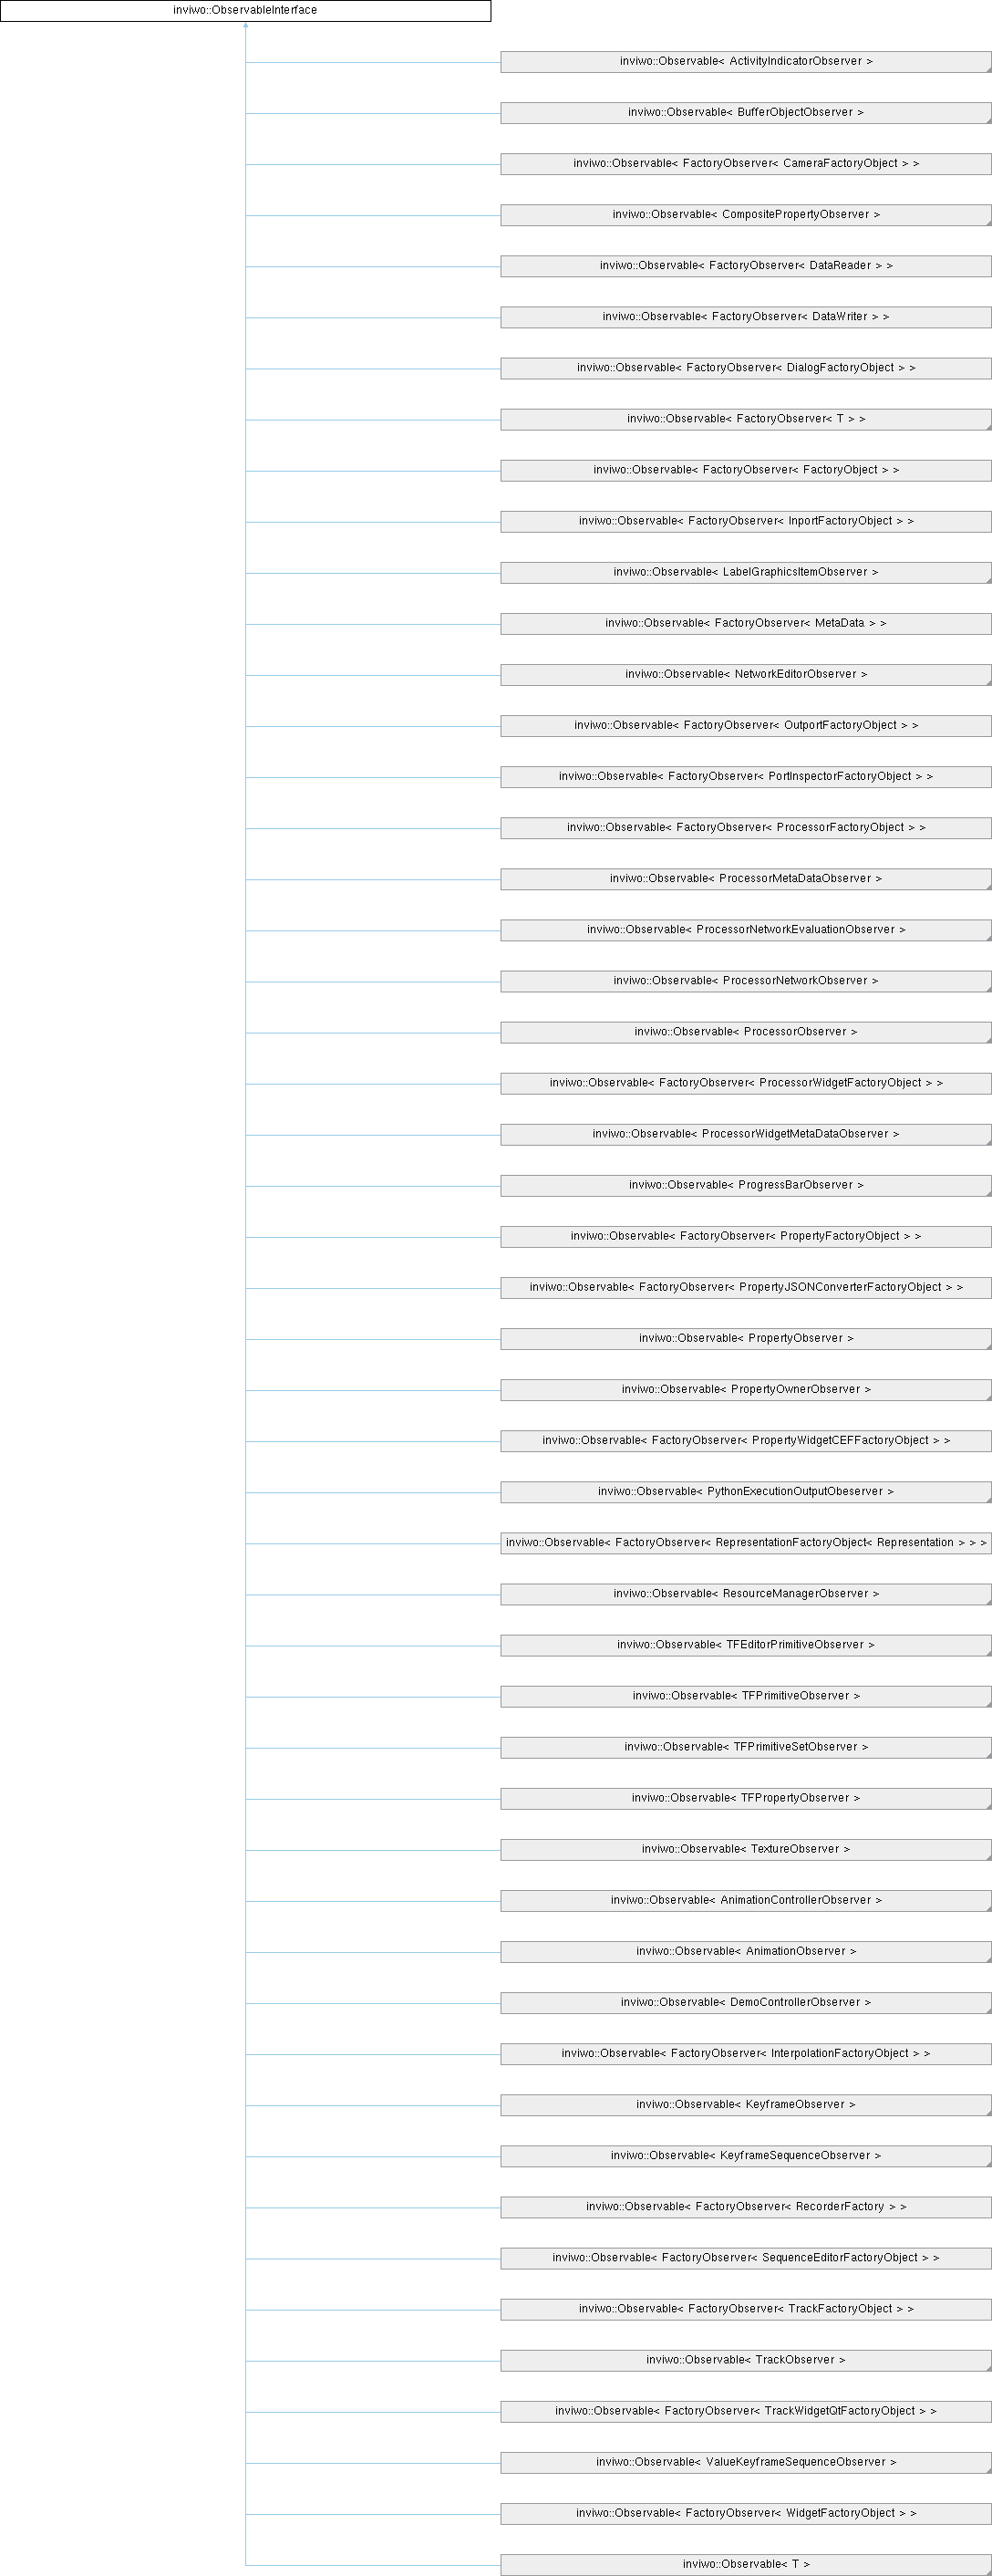 inviwo::ObservableInterface
inviwo::Observable< ActivityIndicatorObserver >
inviwo::Observable< BufferObjectObserver >
inviwo::Observable< FactoryObserver< CameraFactoryObject > >
inviwo::Observable< CompositePropertyObserver >
inviwo::Observable< FactoryObserver< DataReader > >
inviwo::Observable< FactoryObserver< DataWriter > >
inviwo::Observable< FactoryObserver< DialogFactoryObject > >
inviwo::Observable< FactoryObserver< T > >
inviwo::Observable< FactoryObserver< FactoryObject > >
inviwo::Observable< FactoryObserver< InportFactoryObject > >
inviwo::Observable< LabelGraphicsItemObserver >
inviwo::Observable< FactoryObserver< MetaData > >
inviwo::Observable< NetworkEditorObserver >
inviwo::Observable< FactoryObserver< OutportFactoryObject > >
inviwo::Observable< FactoryObserver< PortInspectorFactoryObject > >
inviwo::Observable< FactoryObserver< ProcessorFactoryObject > >
inviwo::Observable< ProcessorMetaDataObserver >
inviwo::Observable< ProcessorNetworkEvaluationObserver >
inviwo::Observable< ProcessorNetworkObserver >
inviwo::Observable< ProcessorObserver >
inviwo::Observable< FactoryObserver< ProcessorWidgetFactoryObject > >
inviwo::Observable< ProcessorWidgetMetaDataObserver >
inviwo::Observable< ProgressBarObserver >
inviwo::Observable< FactoryObserver< PropertyFactoryObject > >
inviwo::Observable< FactoryObserver< PropertyJSONConverterFactoryObject > >
inviwo::Observable< PropertyObserver >
inviwo::Observable< PropertyOwnerObserver >
inviwo::Observable< FactoryObserver< PropertyWidgetCEFFactoryObject > >
inviwo::Observable< PythonExecutionOutputObeserver >
inviwo::Observable< FactoryObserver< RepresentationFactoryObject< Representation > > >
inviwo::Observable< ResourceManagerObserver >
inviwo::Observable< TFEditorPrimitiveObserver >
inviwo::Observable< TFPrimitiveObserver >
inviwo::Observable< TFPrimitiveSetObserver >
inviwo::Observable< TFPropertyObserver >
inviwo::Observable< TextureObserver >
inviwo::Observable< AnimationControllerObserver >
inviwo::Observable< AnimationObserver >
inviwo::Observable< DemoControllerObserver >
inviwo::Observable< FactoryObserver< InterpolationFactoryObject > >
inviwo::Observable< KeyframeObserver >
inviwo::Observable< KeyframeSequenceObserver >
inviwo::Observable< FactoryObserver< RecorderFactory > >
inviwo::Observable< FactoryObserver< SequenceEditorFactoryObject > >
inviwo::Observable< FactoryObserver< TrackFactoryObject > >
inviwo::Observable< TrackObserver >
inviwo::Observable< FactoryObserver< TrackWidgetQtFactoryObject > >
inviwo::Observable< ValueKeyframeSequenceObserver >
inviwo::Observable< FactoryObserver< WidgetFactoryObject > >
inviwo::Observable< T >